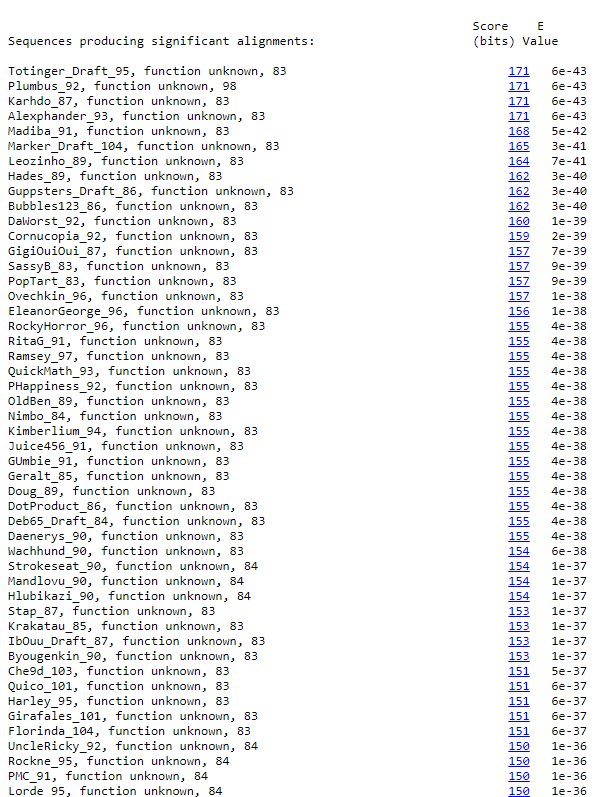 Score E
Sequences producing significant alignments: (bits) Value
Totinger_Draft_95, function unknown, 83 171 6e-43
Plumbus_92, function unknown, 98 171 6e-43
Karhdo_87, function unknown, 83 171 6e-43
Alexphander_93, function unknown, 83 171 6e-43
Madiba_91, function unknown, 83 168 5e-42
Marker_Draft_104, function unknown, 83 165 3e-41
Leozinho_89, function unknown, 83 164 7e-41
Hades_89, function unknown, 83 162 3e-40
Guppsters_Draft_86, function unknown, 83 162 3e-40
Bubbles123_86, function unknown, 83 162 3e-40
DaWorst_92, function unknown, 83 160 1e-39
Cornucopia_92, function unknown, 83 159 2e-39
GigiOuiOui_87, function unknown, 83 157 7e-39
SassyB_83, function unknown, 83 157 9e-39
PopTart_83, function unknown, 83 157 9e-39
Ovechkin_96, function unknown, 83 157 1e-38
EleanorGeorge_96, function unknown, 83 156 1e-38
RockyHorror_96, function unknown, 83 155 4e-38
RitaG_91, function unknown, 83 155 4e-38
Ramsey_97, function unknown, 83 155 4e-38
QuickMath_93, function unknown, 83 155 4e-38
PHappiness_92, function unknown, 83 155 4e-38
OldBen_89, function unknown, 83 155 4e-38
Nimbo_84, function unknown, 83 155 4e-38
Kimberlium_94, function unknown, 83 155 4e-38
Juice456_91, function unknown, 83 155 4e-38
GUmbie_91, function unknown, 83 155 4e-38
Geralt_85, function unknown, 83 155 4e-38
Doug_89, function unknown, 83 155 4e-38
DotProduct_86, function unknown, 83 155 4e-38
Deb65_Draft_84, function unknown, 83 155 4e-38
Daenerys_90, function unknown, 83 155 4e-38
Wachhund_90, function unknown, 83 154 6e-38
Strokeseat_90, function unknown, 84 154 1e-37
Mandlovu_90, function unknown, 84 154 1e-37
Hlubikazi_90, function unknown, 84 154 1e-37
Stap_87, function unknown, 83 153 1e-37
Krakatau_85, function unknown, 83 153 1e-37
IbOuu_Draft_87, function unknown, 83 153 1e-37
Byougenkin_90, function unknown, 83 153 1e-37
Che9d_103, function unknown, 83 151 5e-37
Quico_101, function unknown, 83 151 6e-37
Harley_95, function unknown, 83 151 6e-37
Girafales_101, function unknown, 83 151 6e-37
Florinda_104, function unknown, 83 151 6e-37
UncleRicky_92, function unknown, 84 150 1e-36
Rockne_95, function unknown, 84 150 1e-36
PMC_91, function unknown, 84 150 1e-36
Lorde_95, function unknown, 84 150 1e-36